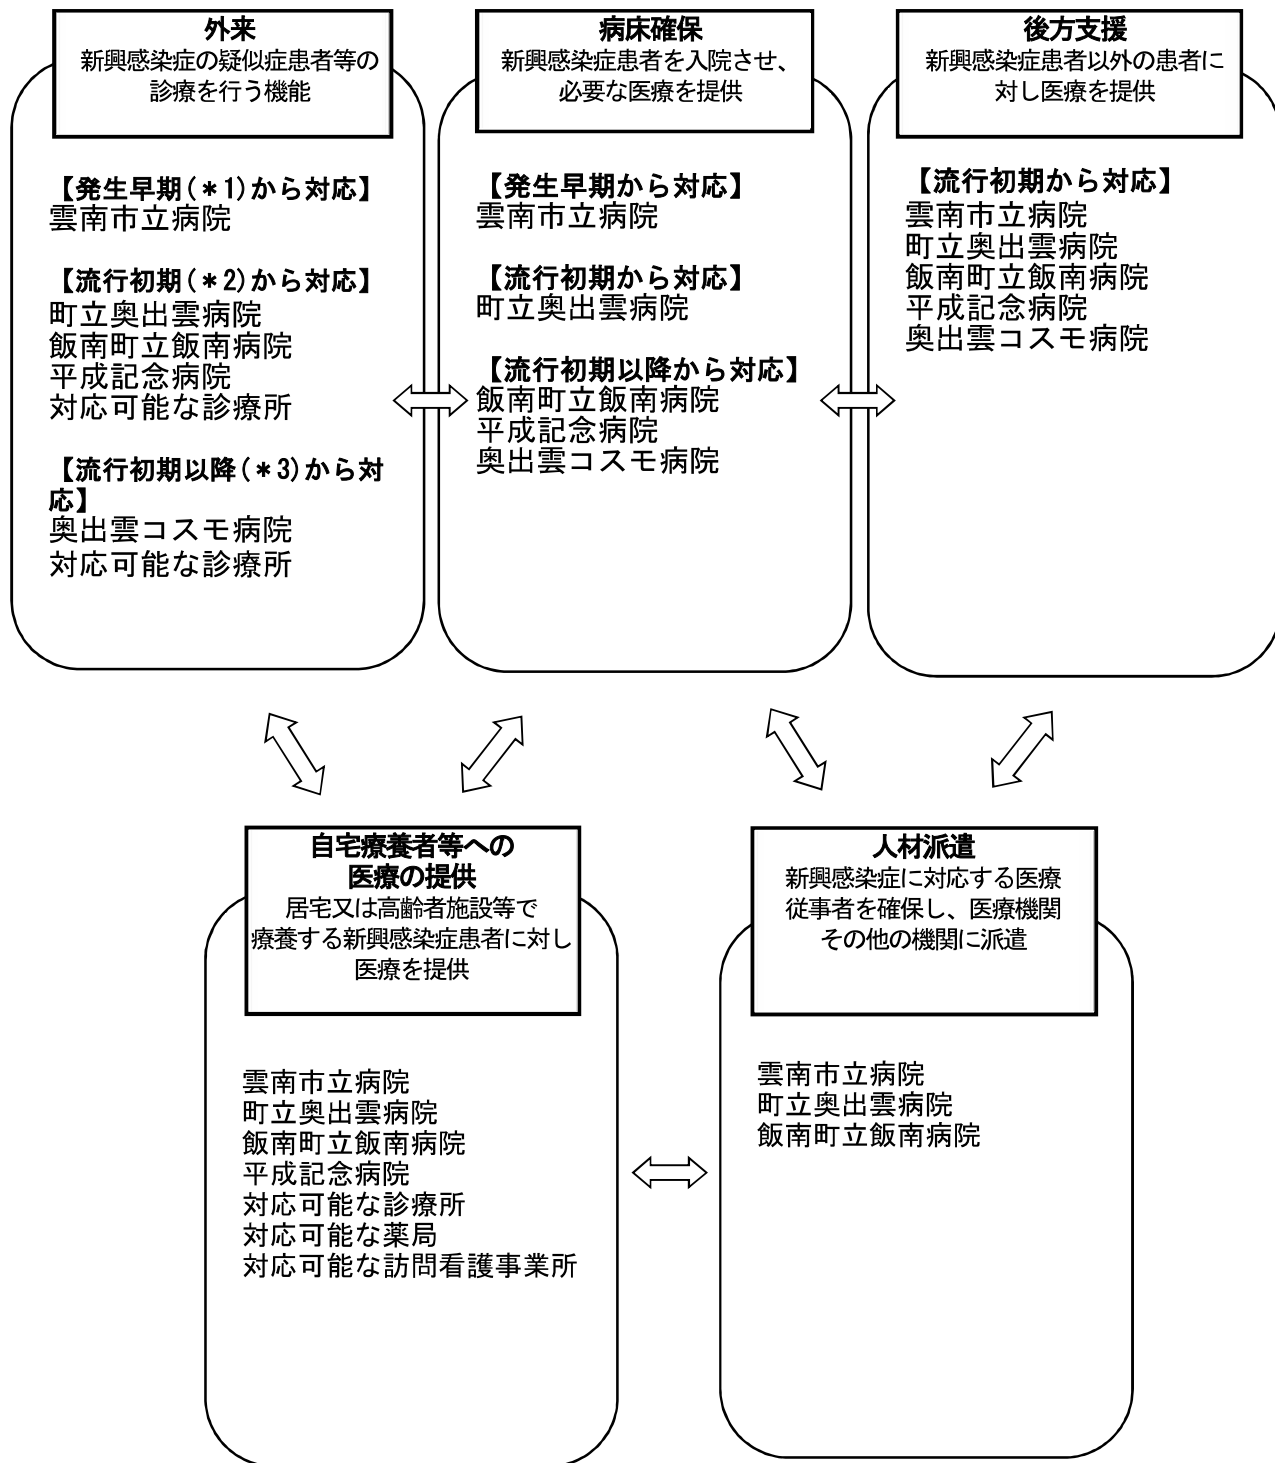 外来
新興感染症の疑似症患者等の
診療を行う機能
【発生早期(＊1)から対応】
雲南市立病院
【流行初期(＊2)から対応】
町立奥出雲病院
飯南町立飯南病院
平成記念病院
対応可能な診療所
【流行初期以降(＊3)から対
応】
奥出雲コスモ病院
対応可能な診療所
病床確保
新興感染症患者を入院させ、
必要な医療を提供
【発生早期から対応】
雲南市立病院
【流行初期から対応】
町立奥出雲病院
【流行初期以降から対応】
飯南町立飯南病院
平成記念病院
奥出雲コスモ病院
後方支援
新興感染症患者以外の患者に
対し医療を提供
【流行初期から対応】
雲南市立病院
町立奥出雲病院
飯南町立飯南病院
平成記念病院
奥出雲コスモ病院
自宅療養者等への
医療の提供
居宅又は高齢者施設等で
療養する新興感染症患者に対し
医療を提供
雲南市立病院
町立奥出雲病院
飯南町立飯南病院
平成記念病院
対応可能な診療所
対応可能な薬局
対応可能な訪問看護事業所
人材派遣
新興感染症に対応する医療
従事者を確保し、医療機関
その他の機関に派遣
雲南市立病院
町立奥出雲病院
飯南町立飯南病院